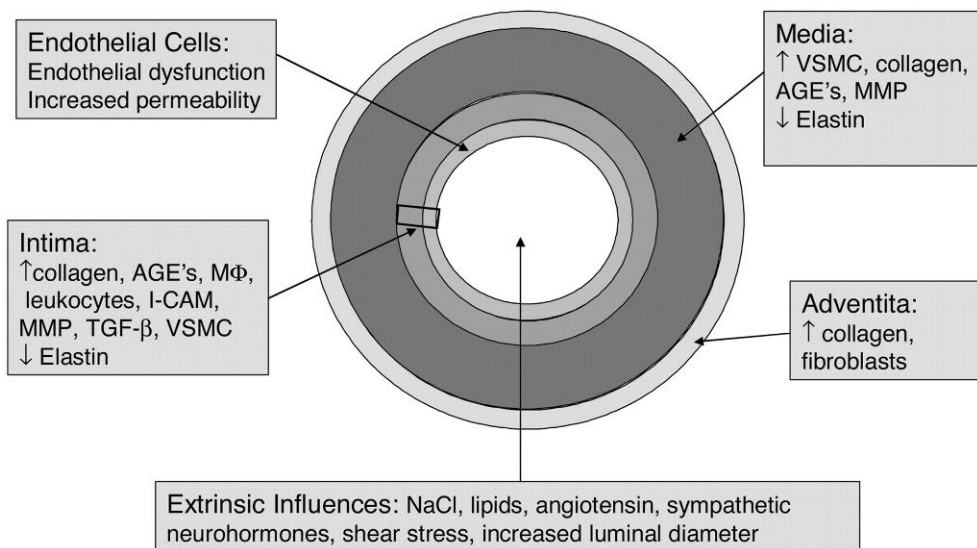 Endothelial Cells:
Endothelial dysfunction
Increased permeability
Media:
↑ VSMC, collagen,
AGE's, MMP
↓ Elastin
Intima:
↑collagen, AGE's, MΦ,
leukocytes, I-CAM,
MMP, TGF-β, VSMC
↓ Elastin
Adventita:
↑ collagen,
fibroblasts
Extrinsic Influences: NaCl, lipids, angiotensin, sympathetic
neurohormones, shear stress, increased luminal diameter